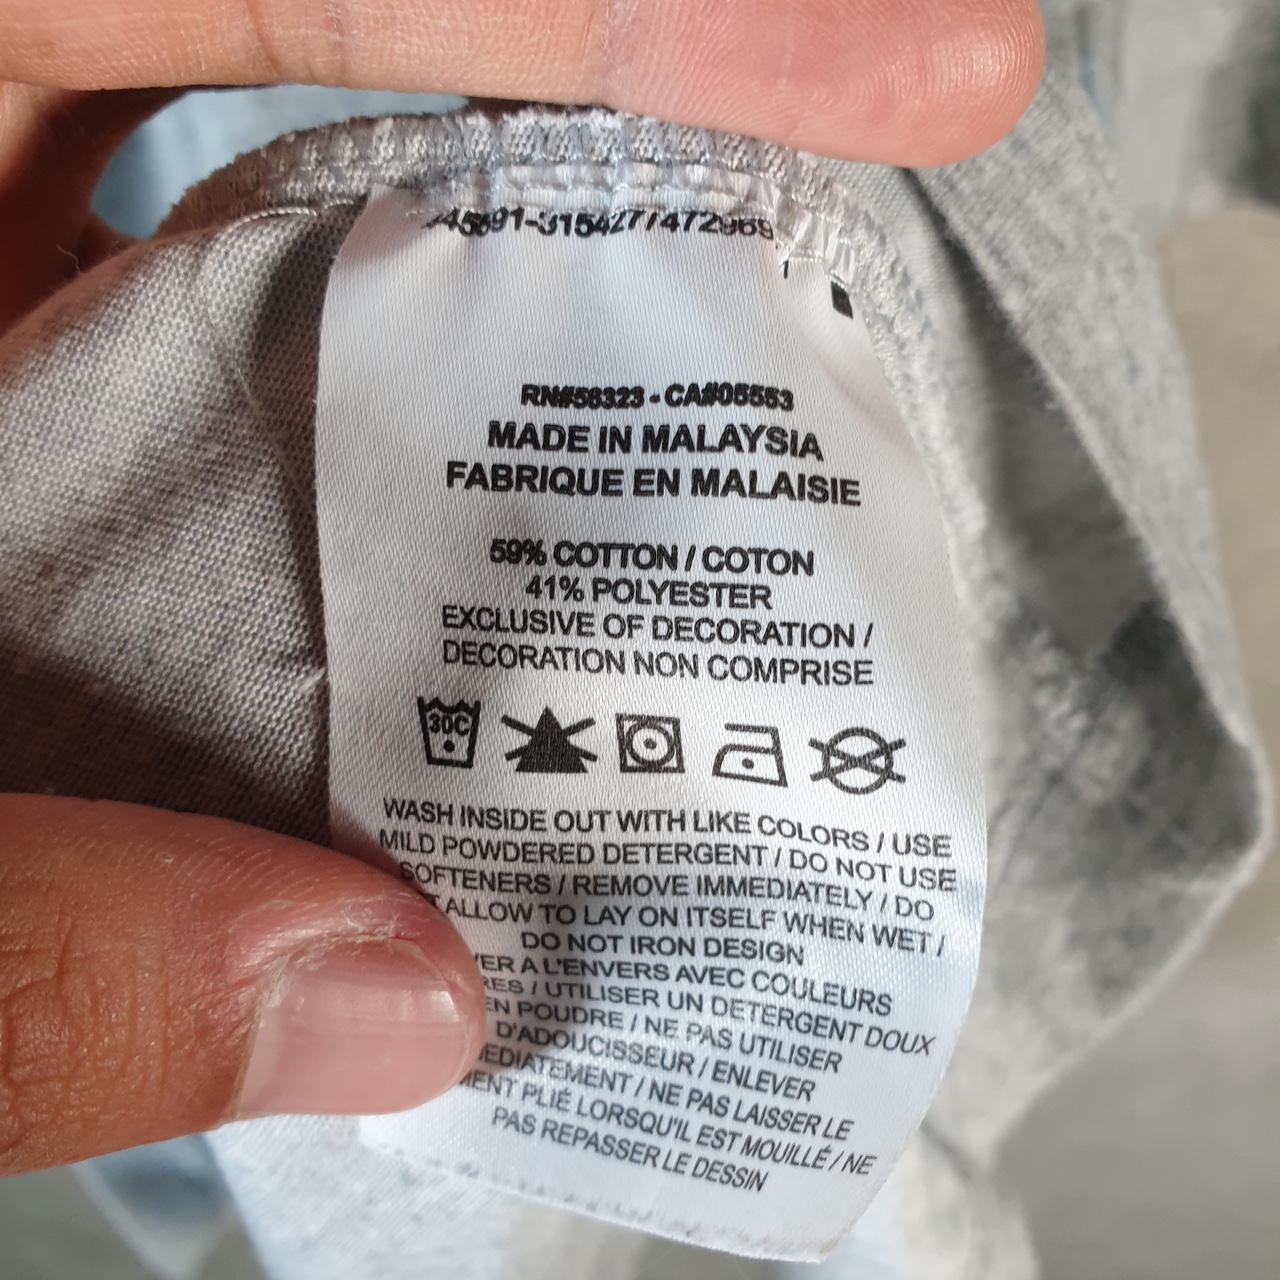 RN#56323 - CA#05553
MADE IN MALAYSIA
FABRIQUE EN MALAISIE
59% COTTON / COTON
41% POLYESTER
EXCLUSIVE OF DECORATION /
DECORATION NON COMPRISE
30C
WASH INSIDE OUT WITH LIKE COLORS / USE
MILD POWDERED DETERGENT / DO NOT USE
SOFTENERS / REMOVE IMMEDIATELY / DO
ALLOW TO LAY ON ITSELF WHEN WET /
DO NOT IRON DESIGN
A L'ENVERS AVEC COULEURS
/ UTILISER UN DETERGENT DOUX
EN POUDRE / NE PAS UTILISER
D'ADOUCISSEUR / ENLEVER
/ NE PAS LAISSER LE
PLIÉ LORSQU'IL EST MOUILLÉ / NE
PAS REPASSER LE DESSIN